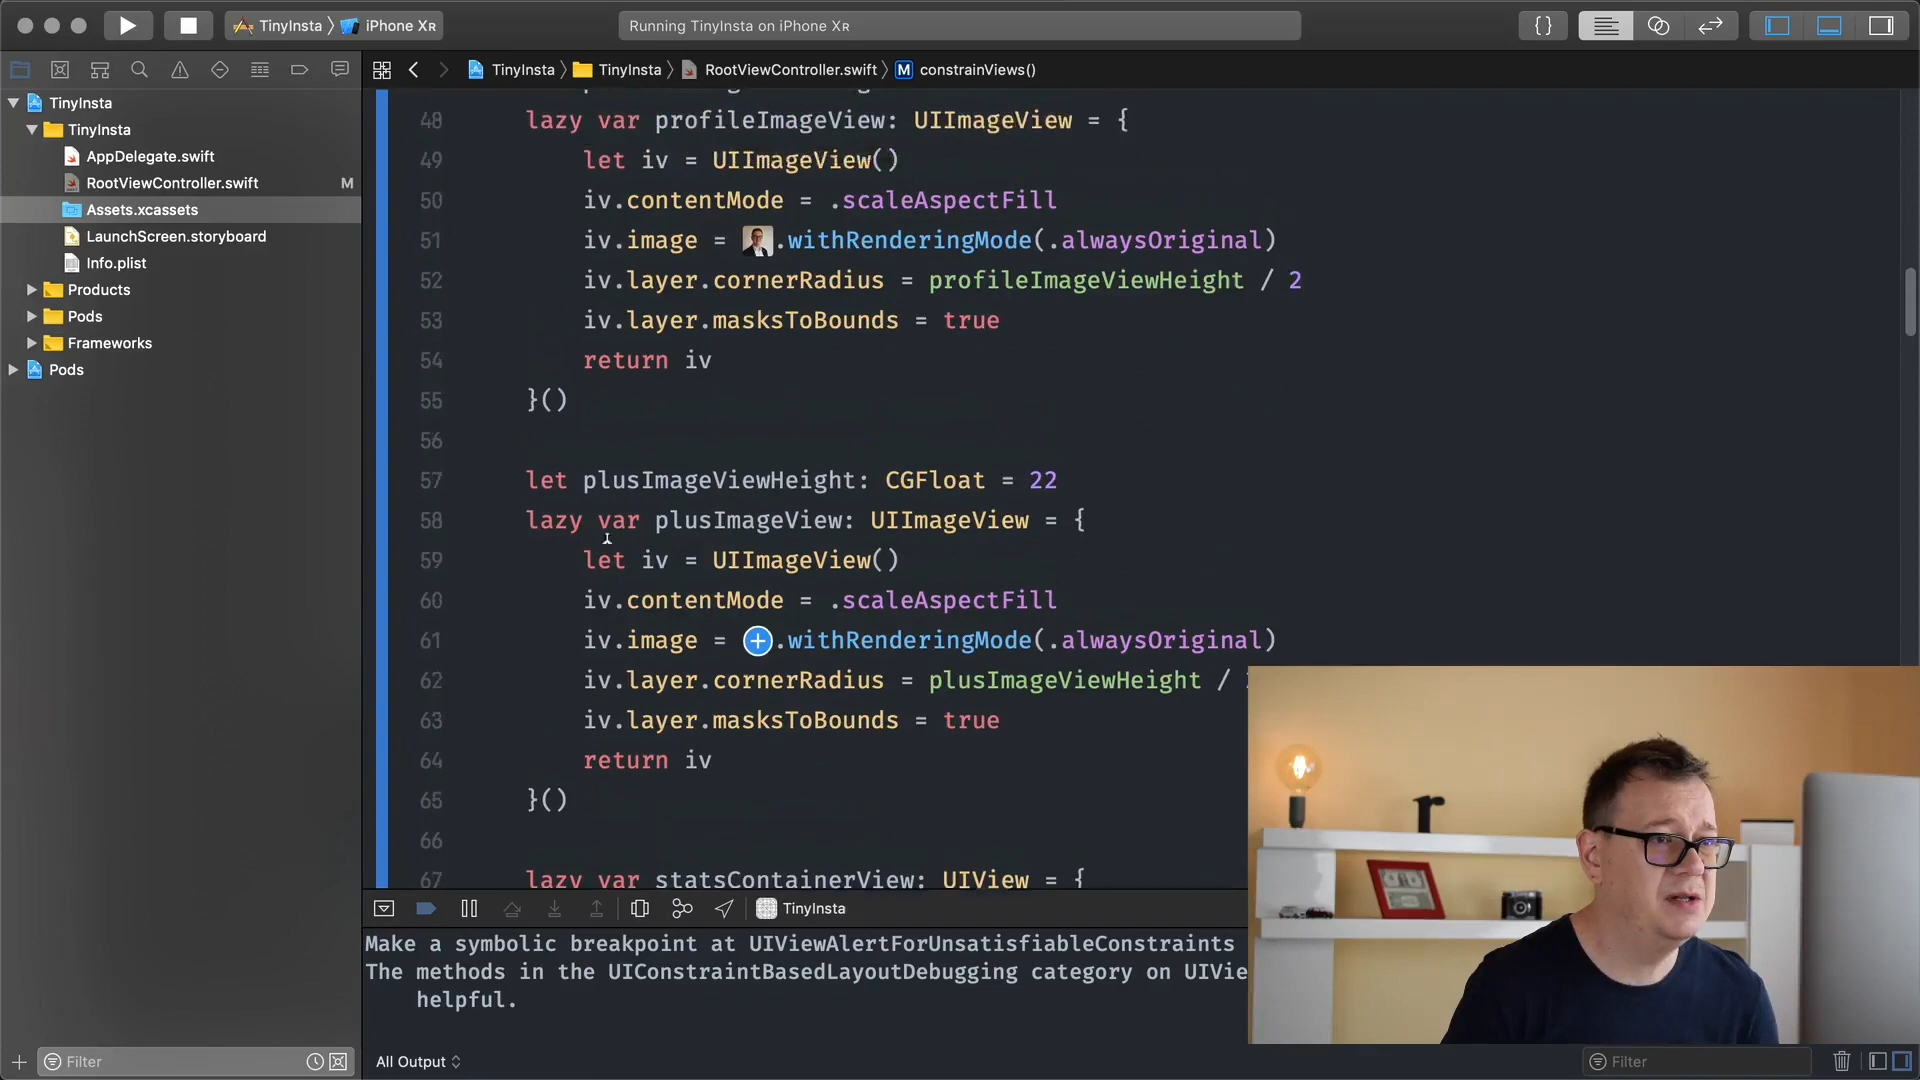 TinyInsta
iPhone XR
Running TinyInsta on iPhone XR
{}
TinyInsta
TinyInsta
RootViewController.swift
M
constrainViews()
TinyInsta
TinyInsta
AppDelegate.swift
RootViewController.swift
M
Assets.xcassets
LaunchScreen.storyboard
Info.plist
Products
Pods
Frameworks
Pods
48 lazy var profileImageView: UIImageView = {
49 let iv = UIImageView()
50 iv.contentMode = .scaleAspectFill
51 iv.image = .withRenderingMode(.alwaysOriginal)
52 iv.layer.cornerRadius = profileImageViewHeight / 2
53 iv.layer.masksToBounds = true
54 return iv
55 }()
56
57 let plusImageViewHeight: CGFloat = 22
58 lazy var plusImageView: UIImageView = {
59 let iv = UIImageView()
60 iv.contentMode = .scaleAspectFill
61 iv.image = .withRenderingMode(.alwaysOriginal)
62 iv.layer.cornerRadius = plusImageViewHeight /
63 iv.layer.masksToBounds = true
64 return iv
65 }()
66
67 lazy var statsContainerView: UIView = {
TinyInsta
Make a symbolic breakpoint at UIViewAlertForUnsatisfiableConstraints
The methods in the UIConstraintBasedLayoutDebugging category on UIVie
helpful.
Filter
All Output
Filter